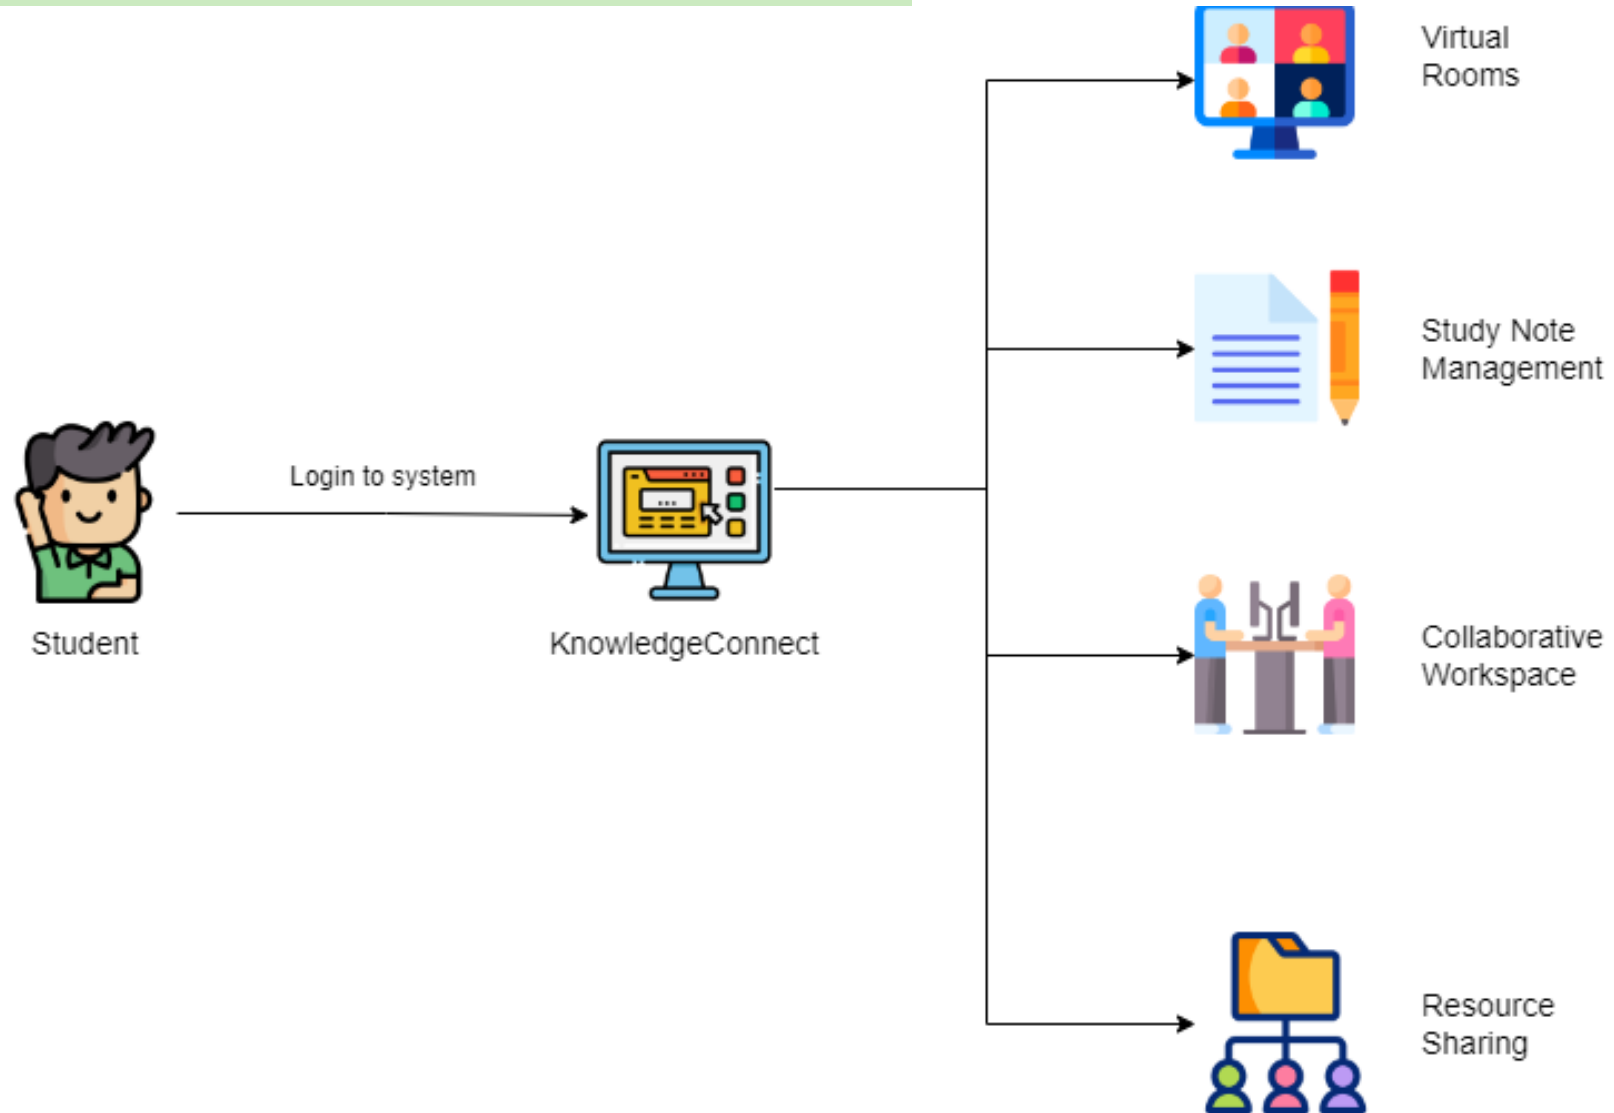 Virtual
Rooms
Study Note
Management
Login to system
Student
KnowledgeConnect
Collaborative
Workspace
Resource
Sharing